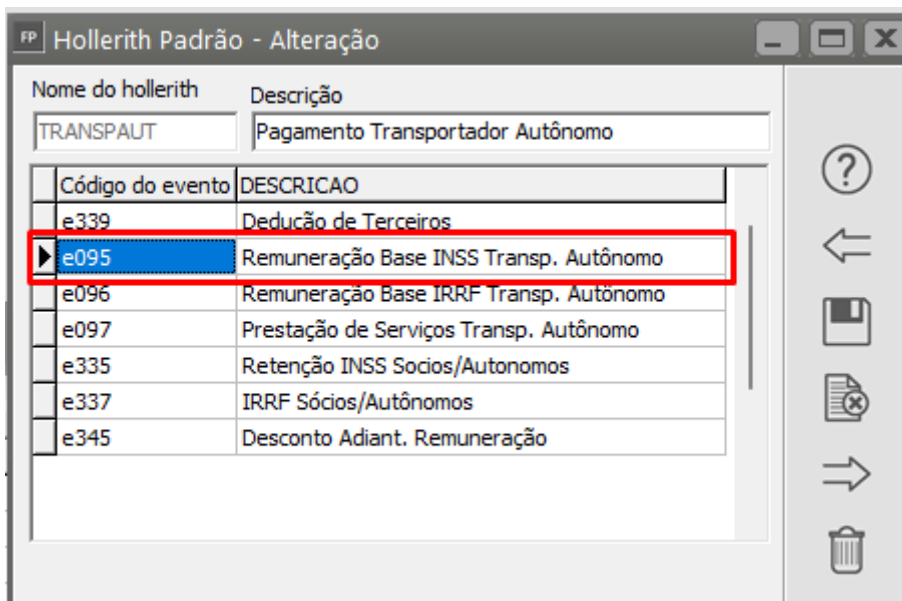 FP Hollerith Padrão - Alteração
Nome do hollerith Descrição
TRANSPAUT Pagamento Transportador Autônomo
Código do evento DESCRICAO
e339 Dedução de Terceiros
e095 Remuneração Base INSS Transp. Autônomo
e096 Remuneração Base IRRF Transp. Autônomo
e097 Prestação de Serviços Transp. Autônomo
e335 Retenção INSS Socios/Autonomos
e337 IRRF Sócios/Autônomos
e345 Desconto Adiant. Remuneração